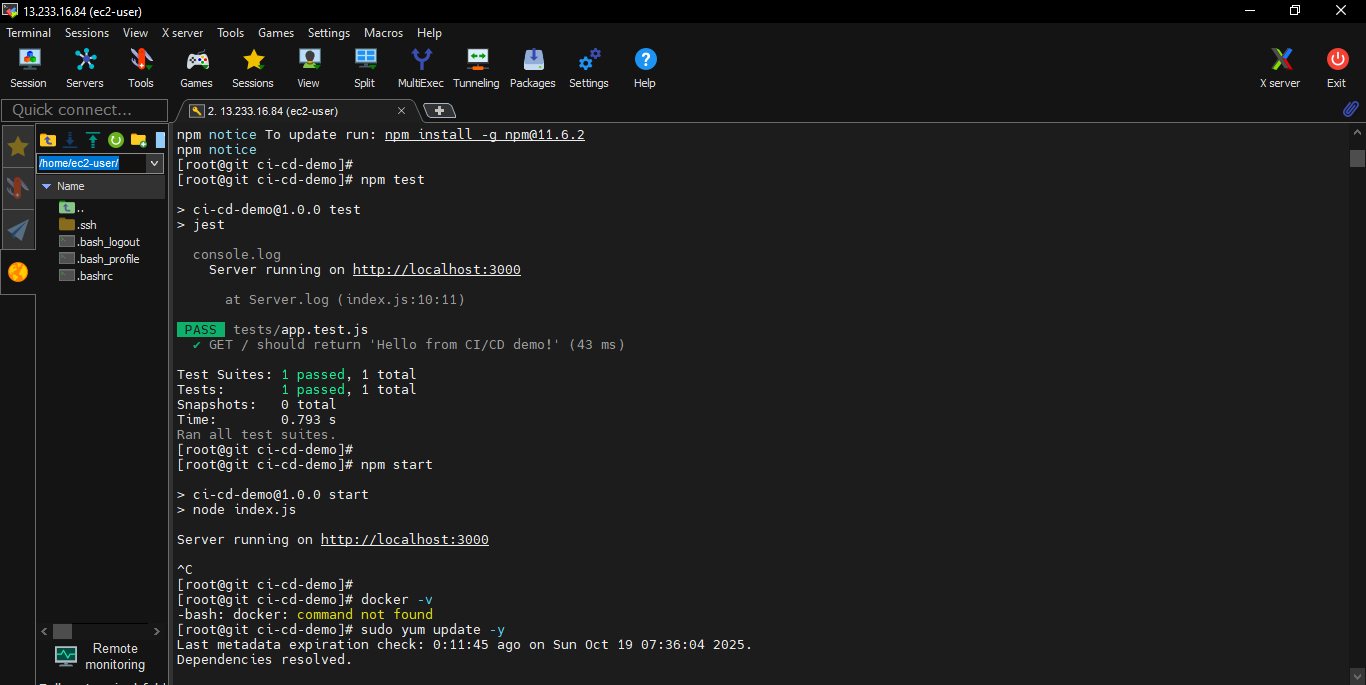 13.233.16.84 (ec2-user)
Terminal Sessions View X server Tools Games Settings Macros Help
Session Servers Tools Games Sessions View Split MultiExec Tunneling Packages Settings Help X server Exit
Quick connect...
2. 13.233.16.84 (ec2-user)
/home/ec2-user/
Name
..
.ssh
.bash_logout
.bash_profile
.bashrc
Remote
monitoring
npm notice To update run: npm install -g npm@11.6.2
npm notice
[root@git ci-cd-demo]#
[root@git ci-cd-demo]# npm test
> ci-cd-demo@1.0.0 test
> jest
console.log
Server running on http://localhost:3000
at Server.log (index.js:10:11)
PASS tests/app.test.js
✔ GET / should return 'Hello from CI/CD demo!' (43 ms)
Test Suites: 1 passed, 1 total
Tests: 1 passed, 1 total
Snapshots: 0 total
Time: 0.793 s
Ran all test suites.
[root@git ci-cd-demo]#
[root@git ci-cd-demo]# npm start
> ci-cd-demo@1.0.0 start
> node index.js
Server running on http://localhost:3000
^C
[root@git ci-cd-demo]#
[root@git ci-cd-demo]# docker -v
-bash: docker: command not found
[root@git ci-cd-demo]# sudo yum update -y
Last metadata expiration check: 0:11:45 ago on Sun Oct 19 07:36:04 2025.
Dependencies resolved.